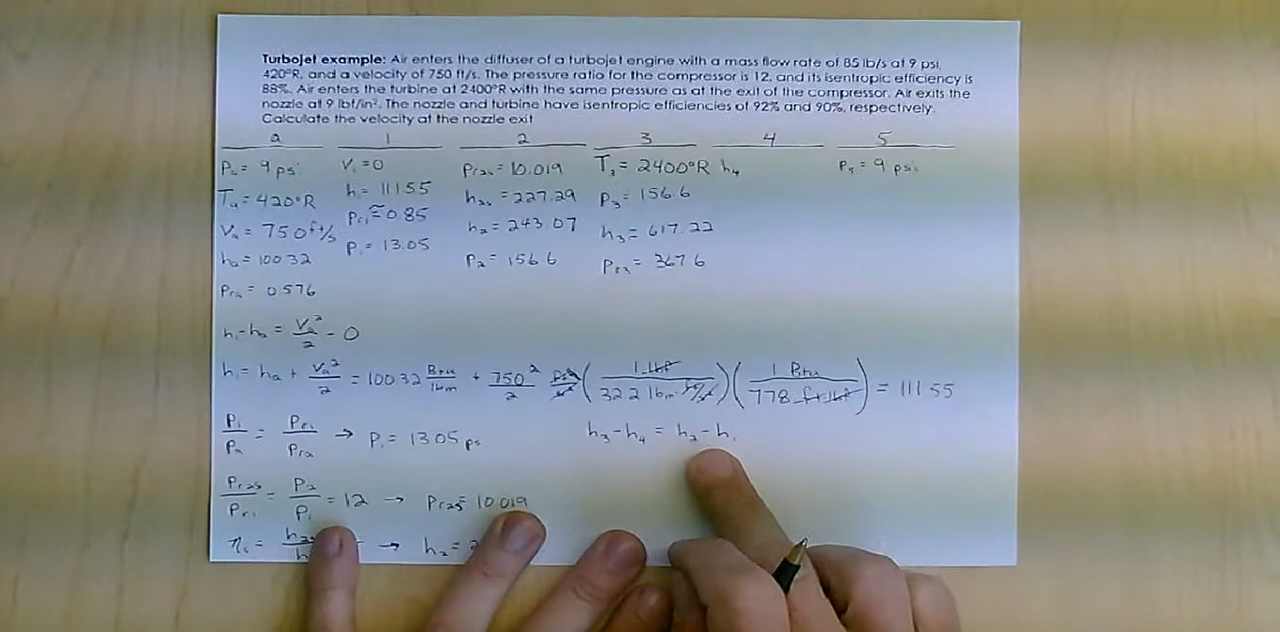 Turbojet example: Air enters the diffuser of a turbojet engine with a mass flow rate of 85 lb/s at 9 psi,
420°R, and a velocity of 750 ft/s. The pressure ratio for the compressor is 12, and its isentropic efficiency is
88%. Air enters the turbine at 2400°R with the same pressure as at the exit of the compressor. Air exits the
nozzle at 9 lbf/in². The nozzle and turbine have isentropic efficiencies of 92% and 90%, respectively.
Calculate the velocity at the nozzle exit
a 1 2 3 4 5
Pa = 9 psi V₁ = 0 Pr2s = 10.019 T₃ = 2400°R h₄ P₅ = 9 psi
Ta = 420°R h₁ = 111.55 h2s = 227.29 P₃ = 156.6
Va = 750 ft/s Pr1 ≈ 0.85 h₂ = 243.07 h₃ = 617.22
ha = 100.32 P₁ = 13.05 P₂ = 156.6 Pr3 = 367.6
Pra = 0.576
h₁-ha = Va²/2 - 0
h₁ = ha + Va²/2 = 100.32 Btu/lbm + 750²/2 (1 lbf / 32.2 lbm ft/s²)(1 Btu / 778 ft·lbf) = 111.55
P₁/Pa = Pr1/Pra → P₁ = 13.05 psi h₃-h₄ = h₂-h₁
Pr2s/Pr1 = P₂/P₁ = 12 → Pr2s = 10.019
→ h₂ =